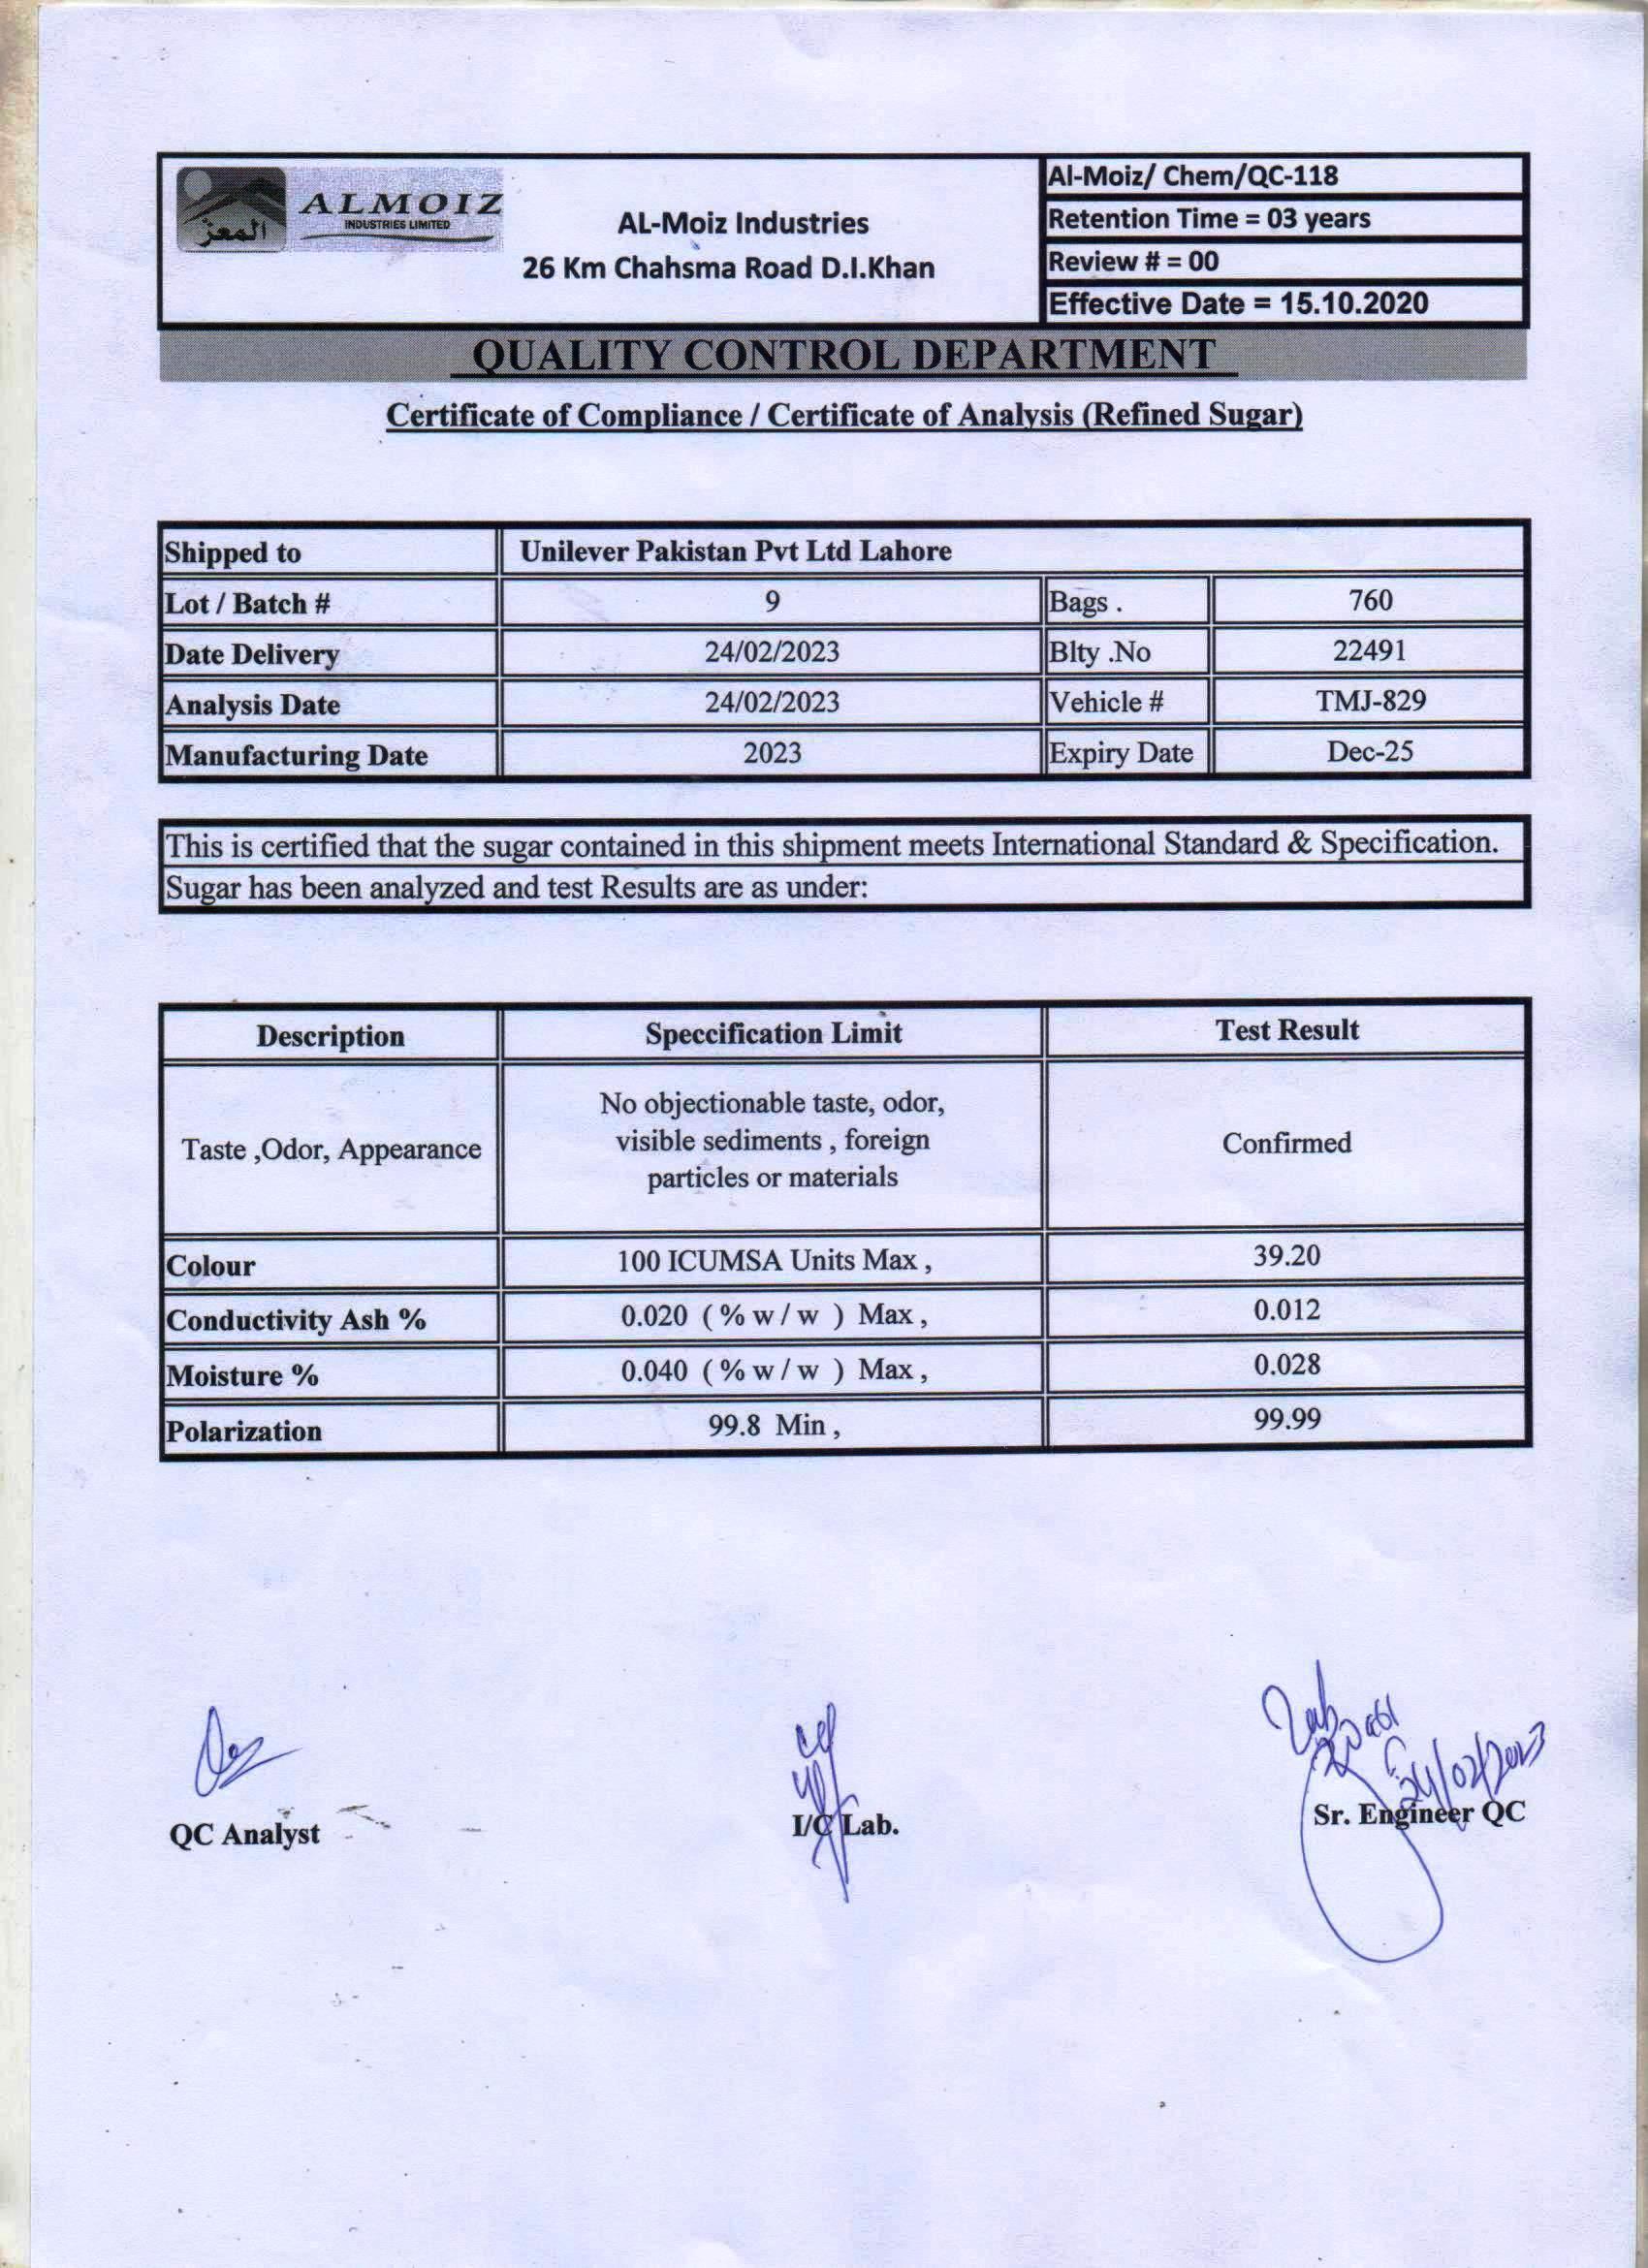 المعز
ALMOIZ
INDUSTRIES LIMITED
AL-Moiz Industries
26 Km Chahsma Road D.I.Khan
Al-Moiz/ Chem/QC-118
Retention Time = 03 years
Review # = 00
Effective Date = 15.10.2020
QUALITY CONTROL DEPARTMENT
Certificate of Compliance / Certificate of Analysis (Refined Sugar)
Shipped to Unilever Pakistan Pvt Ltd Lahore
Lot / Batch # 9 Bags . 760
Date Delivery 24/02/2023 Blty .No 22491
Analysis Date 24/02/2023 Vehicle # TMJ-829
Manufacturing Date 2023 Expiry Date Dec-25
This is certified that the sugar contained in this shipment meets International Standard & Specification.
Sugar has been analyzed and test Results are as under:
Description Speccification Limit Test Result
Taste ,Odor, Appearance No objectionable taste, odor, visible sediments , foreign particles or materials Confirmed
Colour 100 ICUMSA Units Max , 39.20
Conductivity Ash % 0.020 ( % w / w ) Max , 0.012
Moisture % 0.040 ( % w / w ) Max , 0.028
Polarization 99.8 Min , 99.99
24/02/2023
QC Analyst I/C Lab. Sr. Engineer QC